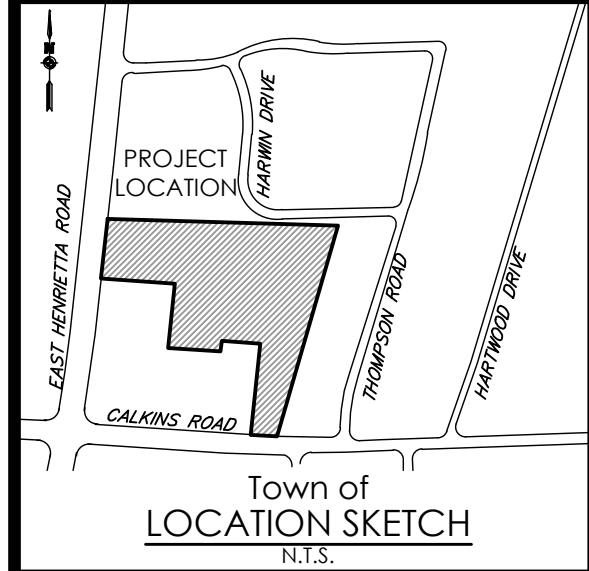 N
HARWIN DRIVE
PROJECT
LOCATION
EAST HENRIETTA ROAD
THOMPSON ROAD
HARTWOOD DRIVE
CALKINS ROAD
Town of
LOCATION SKETCH
N.T.S.